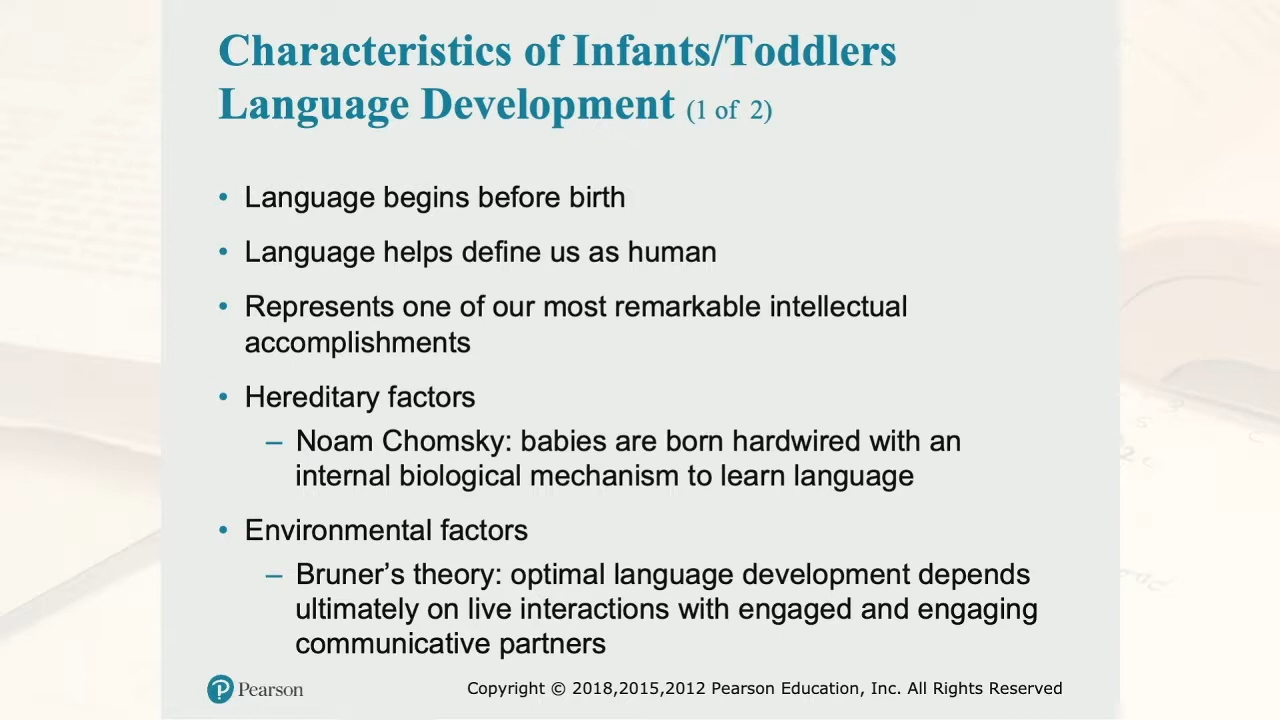 Characteristics of Infants/Toddlers
Language Development (1 of 2)
• Language begins before birth
• Language helps define us as human
• Represents one of our most remarkable intellectual
accomplishments
• Hereditary factors
– Noam Chomsky: babies are born hardwired with an
internal biological mechanism to learn language
• Environmental factors
– Bruner’s theory: optimal language development depends
ultimately on live interactions with engaged and engaging
communicative partners
P Pearson
Copyright © 2018,2015,2012 Pearson Education, Inc. All Rights Reserved